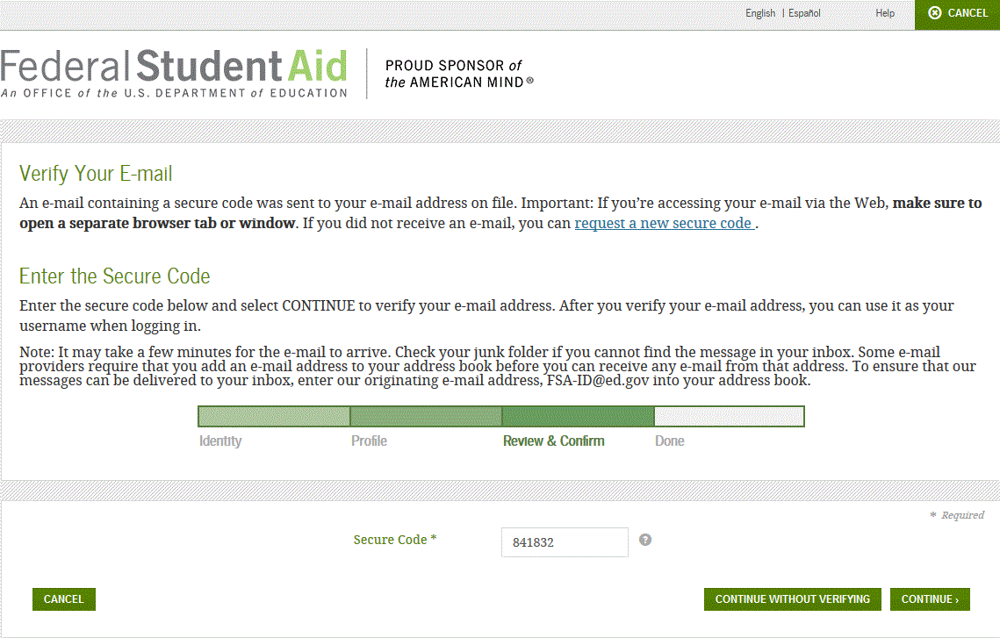 English | Español Help CANCEL
Federal Student Aid
An OFFICE of the U.S. DEPARTMENT of EDUCATION
PROUD SPONSOR of
the AMERICAN MIND®
Verify Your E-mail
An e-mail containing a secure code was sent to your e-mail address on file. Important: If you’re accessing your e-mail via the Web, make sure to
open a separate browser tab or window. If you did not receive an e-mail, you can request a new secure code .
Enter the Secure Code
Enter the secure code below and select CONTINUE to verify your e-mail address. After you verify your e-mail address, you can use it as your
username when logging in.
Note: It may take a few minutes for the e-mail to arrive. Check your junk folder if you cannot find the message in your inbox. Some e-mail
providers require that you add an e-mail address to your address book before you can receive any e-mail from that address. To ensure that our
messages can be delivered to your inbox, enter our originating e-mail address, FSA-ID@ed.gov into your address book.
Identity Profile Review & Confirm Done
* Required
Secure Code * 841832 ?
CANCEL CONTINUE WITHOUT VERIFYING CONTINUE ›